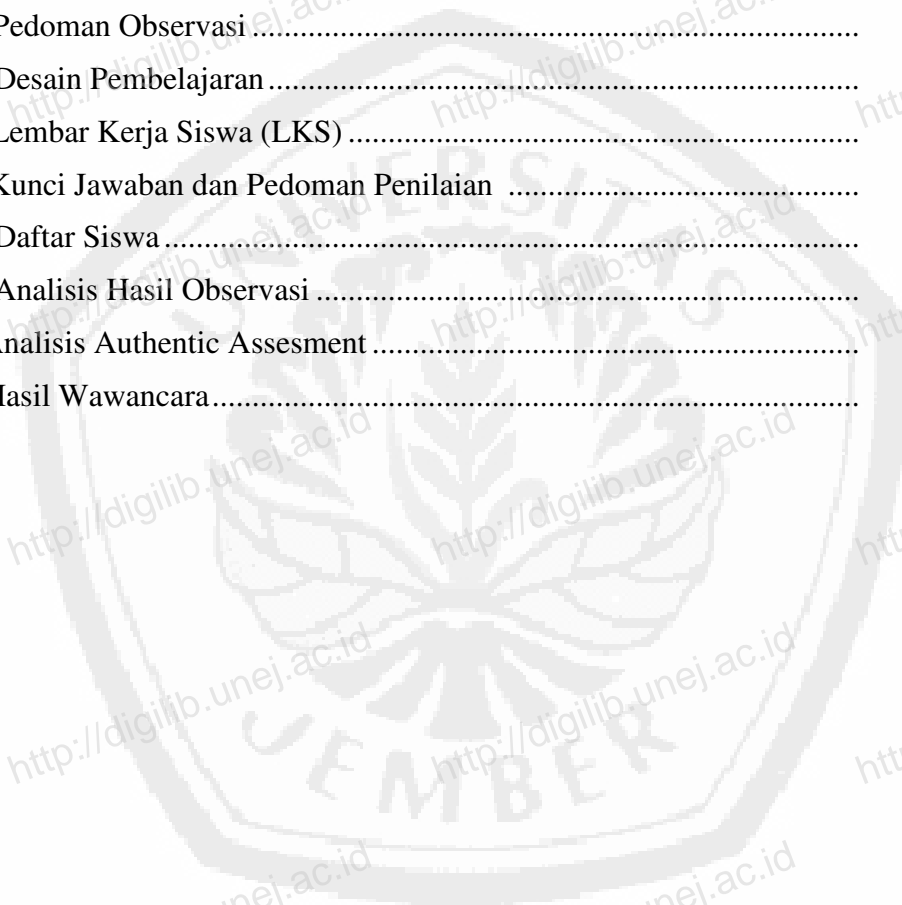 Pedoman Observasi ............................................................................
Desain Pembelajaran..........................................................................
Lembar Kerja Siswa (LKS) ................................................................
Kunci Jawaban dan Pedoman Penilaian ............................................
Daftar Siswa.......................................................................................
Analisis Hasil Observasi ....................................................................
Analisis Authentic Assesment .............................................................
Hasil Wawancara.................................................................................
UNIVERSITAS
JEMBER
http://digilib.unej.ac.id
http://digilib.unej.ac.id
http://digilib.unej.ac.id
http://digilib.unej.ac.id
http://digilib.unej.ac.id
http://digilib.unej.ac.id